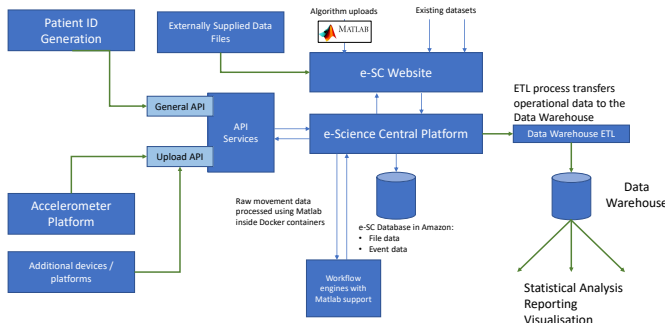 Patient ID
Generation
Externally Supplied Data
Files
Algorithm uploads
MATLAB
Existing datasets
e-SC Website
General API
API
Services
Upload API
e-Science Central Platform
ETL process transfers
operational data to the
Data Warehouse
Data Warehouse ETL
Accelerometer
Platform
Raw movement data
processed using Matlab
inside Docker containers
e-SC Database in Amazon:
• File data
• Event data
Data
Warehouse
Additional devices /
platforms
Workflow
engines with
Matlab support
Statistical Analysis
Reporting
Visualisation